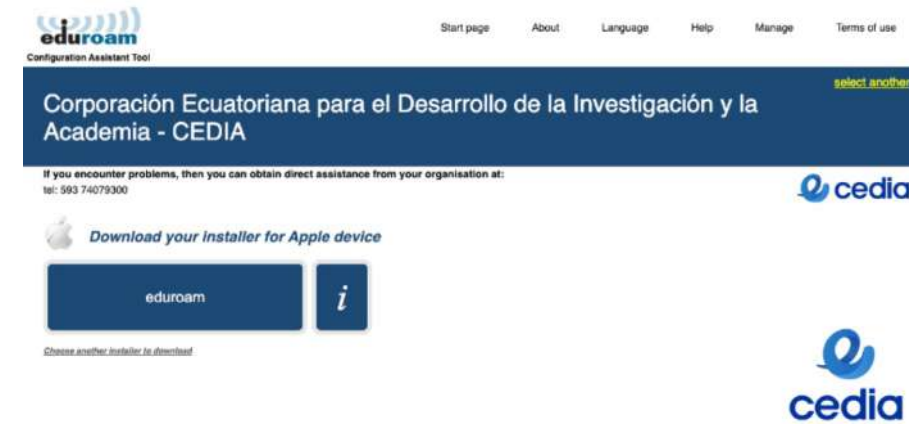 eduroam
Configuration Assistant Tool
Start page About Language Help Manage Terms of use
select another
Corporación Ecuatoriana para el Desarrollo de la Investigación y la
Academia - CEDIA
If you encounter problems, then you can obtain direct assistance from your organisation at:
tel: 593 74079300
cedia
Download your installer for Apple device
eduroam
i
Choose another installer to download
cedia